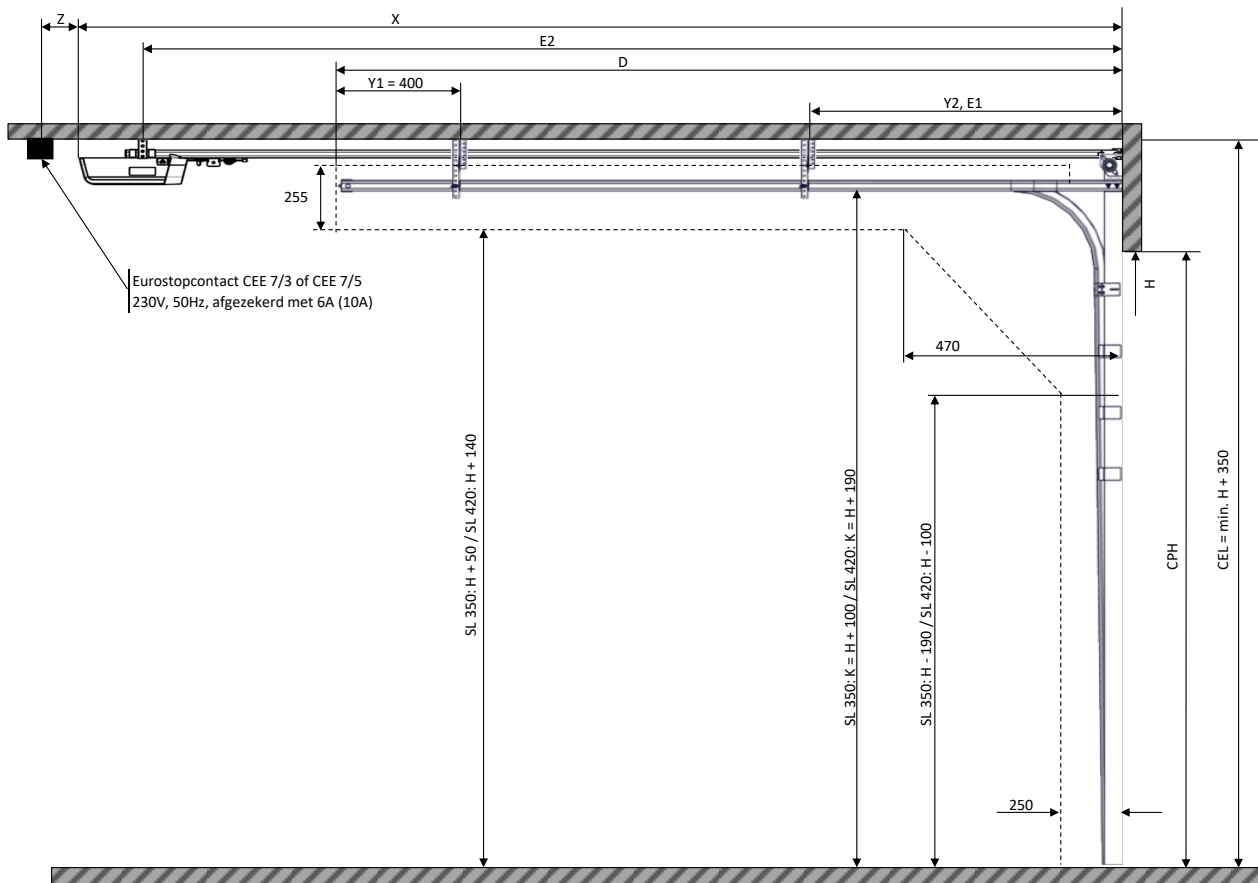 Z
X
E2
D
Y1 = 400
Y2, E1
255
Eurostopcontact CEE 7/3 of CEE 7/5
230V, 50Hz, afgezekerd met 6A (10A)
H
470
SL 350: H + 50 / SL 420: H + 140
SL 350: K = H + 100 / SL 420: K = H + 190
SL 350: H - 190 / SL 420: H - 100
CPH
CEL = min. H + 350
250